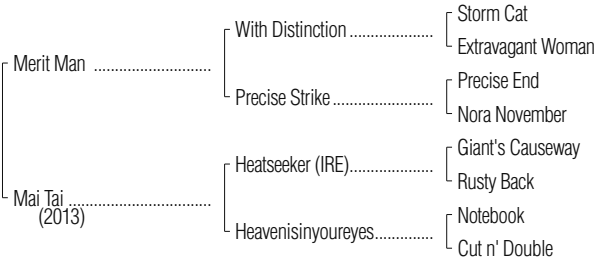 Storm Cat
With Distinction ....................
Extravagant Woman
Merit Man ............................
Precise End
Precise Strike ........................
Nora November
Giant's Causeway
Heatseeker (IRE)....................
Rusty Back
Mai Tai ..................................
(2013)
Notebook
Heavenisinyoureyes..............
Cut n' Double